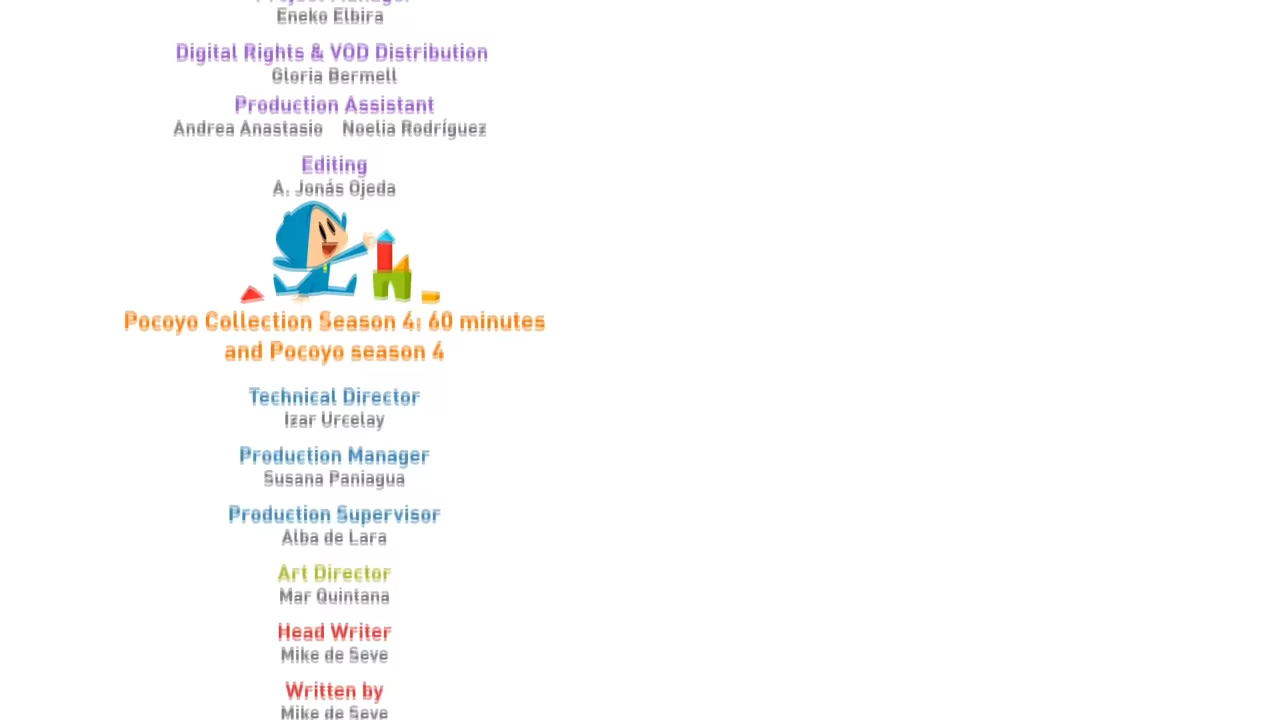 Project Manager
Eneko Elbira
Digital Rights & VOD Distribution
Gloria Bermell
Production Assistant
Andrea Anastasio Noelia Rodríguez
Editing
A. Jonás Ojeda
Pocoyo Collection Season 4: 60 minutes
and Pocoyo season 4
Technical Director
Izar Urcelay
Production Manager
Susana Paniagua
Production Supervisor
Alba de Lara
Art Director
Mar Quintana
Head Writer
Mike de Seve
Written by
Mike de Seve